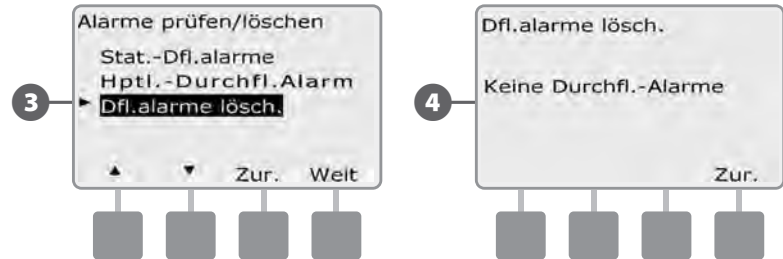 Alarme prüfen/löschen
Stat.-Dfl.alarme
Hptl.-Durchfl.Alarm
Dfl.alarme lösch.
Zur. Weit
3
Dfl.alarme lösch.
Keine Durchfl.-Alarme
Zur.
4